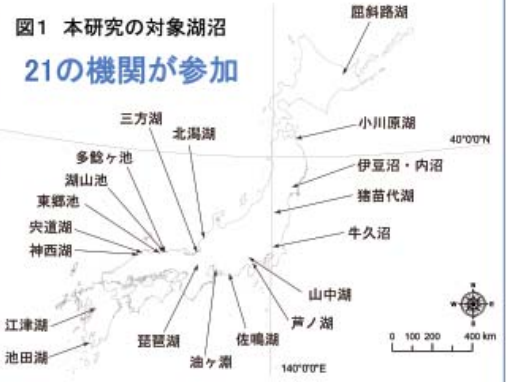 図1 本研究の対象湖沼
21の機関が参加
屈斜路湖
小川原湖
40°0'0"N
伊豆沼・内沼
猪苗代湖
牛久沼
三方湖
北潟湖
多鯰ヶ池
湖山池
東郷池
宍道湖
神西湖
山中湖
芦ノ湖
佐鳴湖
油ヶ淵
琵琶湖
江津湖
池田湖
140°0'0"E
N
W
E
S
0 100 200 400 km